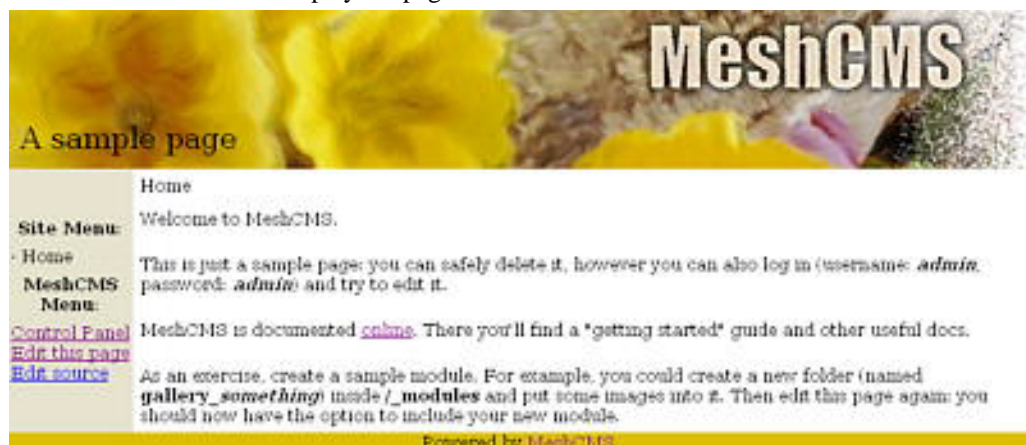 MeshCMS
A sample page
Home
Site Menu:
- Home
MeshCMS
Menu:
Control Panel
Edit this page
Edit source
Welcome to MeshCMS.
This is just a sample page: you can safely delete it, however you can also log in (username: admin,
password: admin) and try to edit it.
MeshCMS is documented online. There you'll find a "getting started" guide and other useful docs.
As an exercise, create a sample module. For example, you could create a new folder (named
gallery_something) inside /_modules and put some images into it. Then edit this page again: you
should now have the option to include your new module.
Powered by MeshCMS